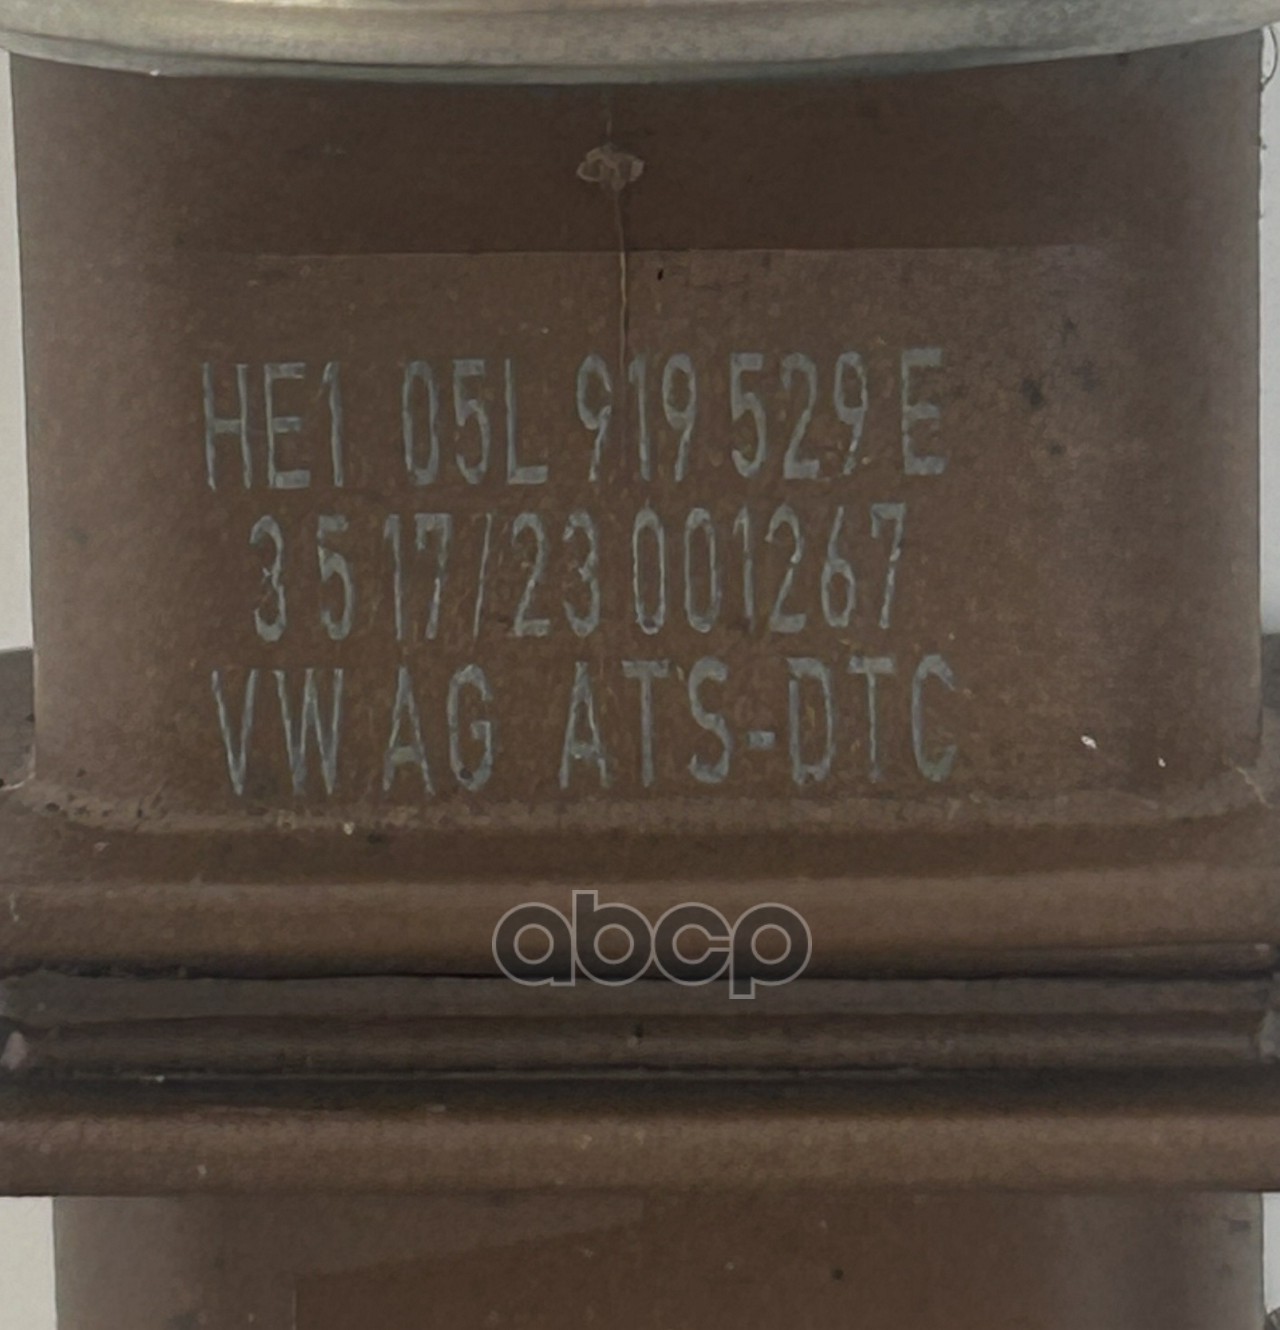 HE1 05L 919 529 E
3 5 17/23 001267
VW AG ATS-DTC
abcp